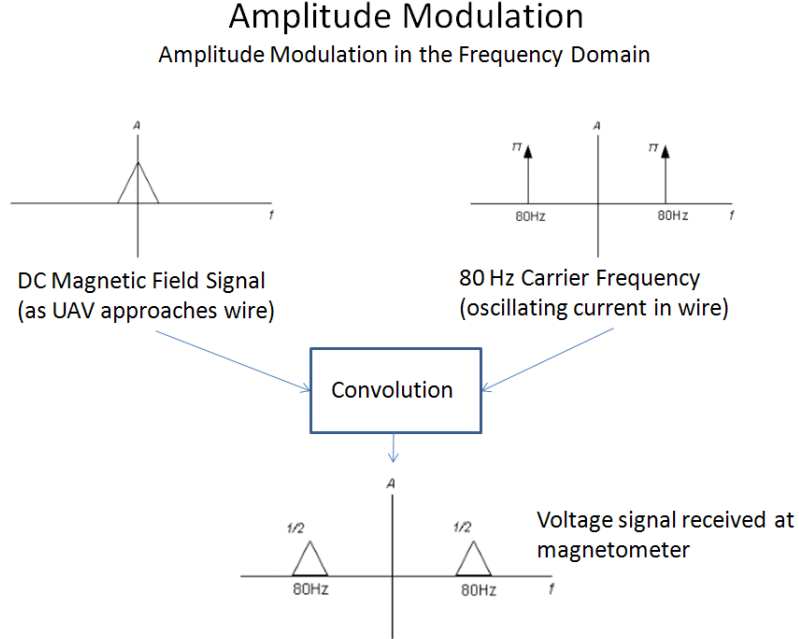 Amplitude Modulation
Amplitude Modulation in the Frequency Domain
A
f
A
π
π
80Hz
80Hz
f
DC Magnetic Field Signal
(as UAV approaches wire)
80 Hz Carrier Frequency
(oscillating current in wire)
Convolution
A
1/2
1/2
80Hz
80Hz
f
Voltage signal received at
magnetometer